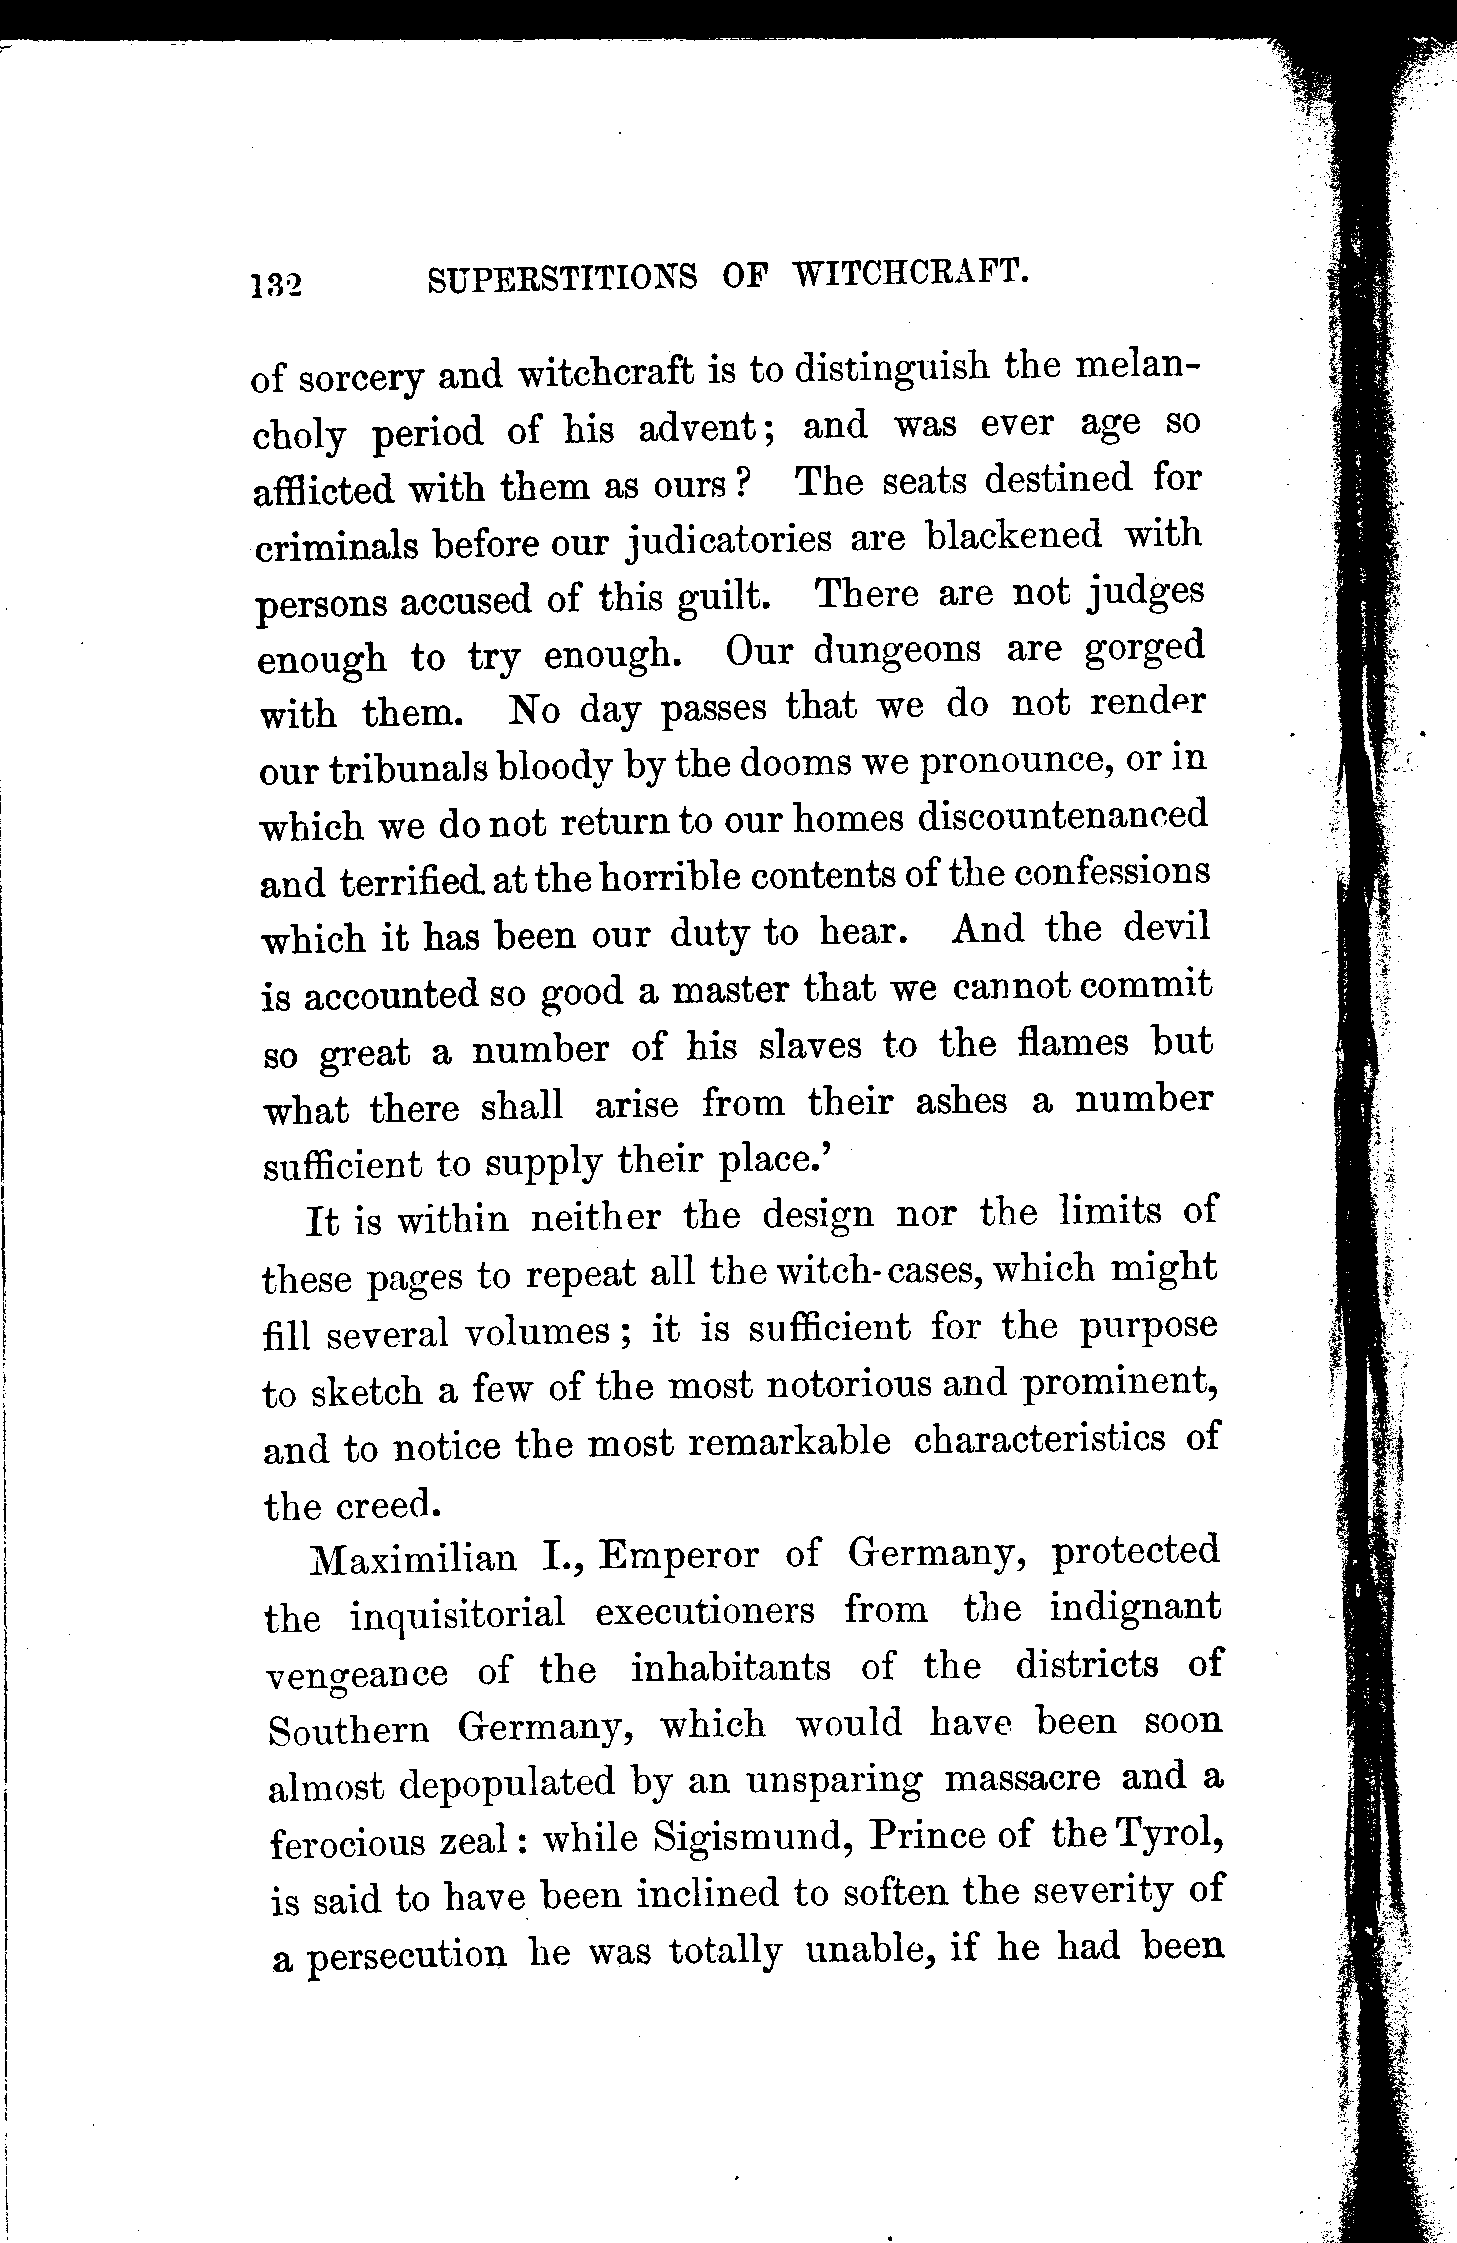 132 SUPERSTITIONS OF WITCHCRAFT.
of sorcery and witchcraft is to distinguish the melan-
choly period of his advent; and was ever age so
afflicted with them as ours? The seats destined for
criminals before our judicatories are blackened with
persons accused of this guilt. There are not judges
enough to try enough. Our dungeons are gorged
with them. No day passes that we do not render
our tribunals bloody by the dooms we pronounce, or in
which we do not return to our homes discountenanced
and terrified at the horrible contents of the confessions
which it has been our duty to hear. And the devil
is accounted so good a master that we cannot commit
so great a number of his slaves to the flames but
what there shall arise from their ashes a number
sufficient to supply their place.'
It is within neither the design nor the limits of
these pages to repeat all the witch-cases, which might
fill several volumes; it is sufficient for the purpose
to sketch a few of the most notorious and prominent,
and to notice the most remarkable characteristics of
the creed.
Maximilian I., Emperor of Germany, protected
the inquisitorial executioners from the indignant
vengeance of the inhabitants of the districts of
Southern Germany, which would have been soon
almost depopulated by an unsparing massacre and a
ferocious zeal: while Sigismund, Prince of the Tyrol,
is said to have been inclined to soften the severity of
a persecution he was totally unable, if he had been